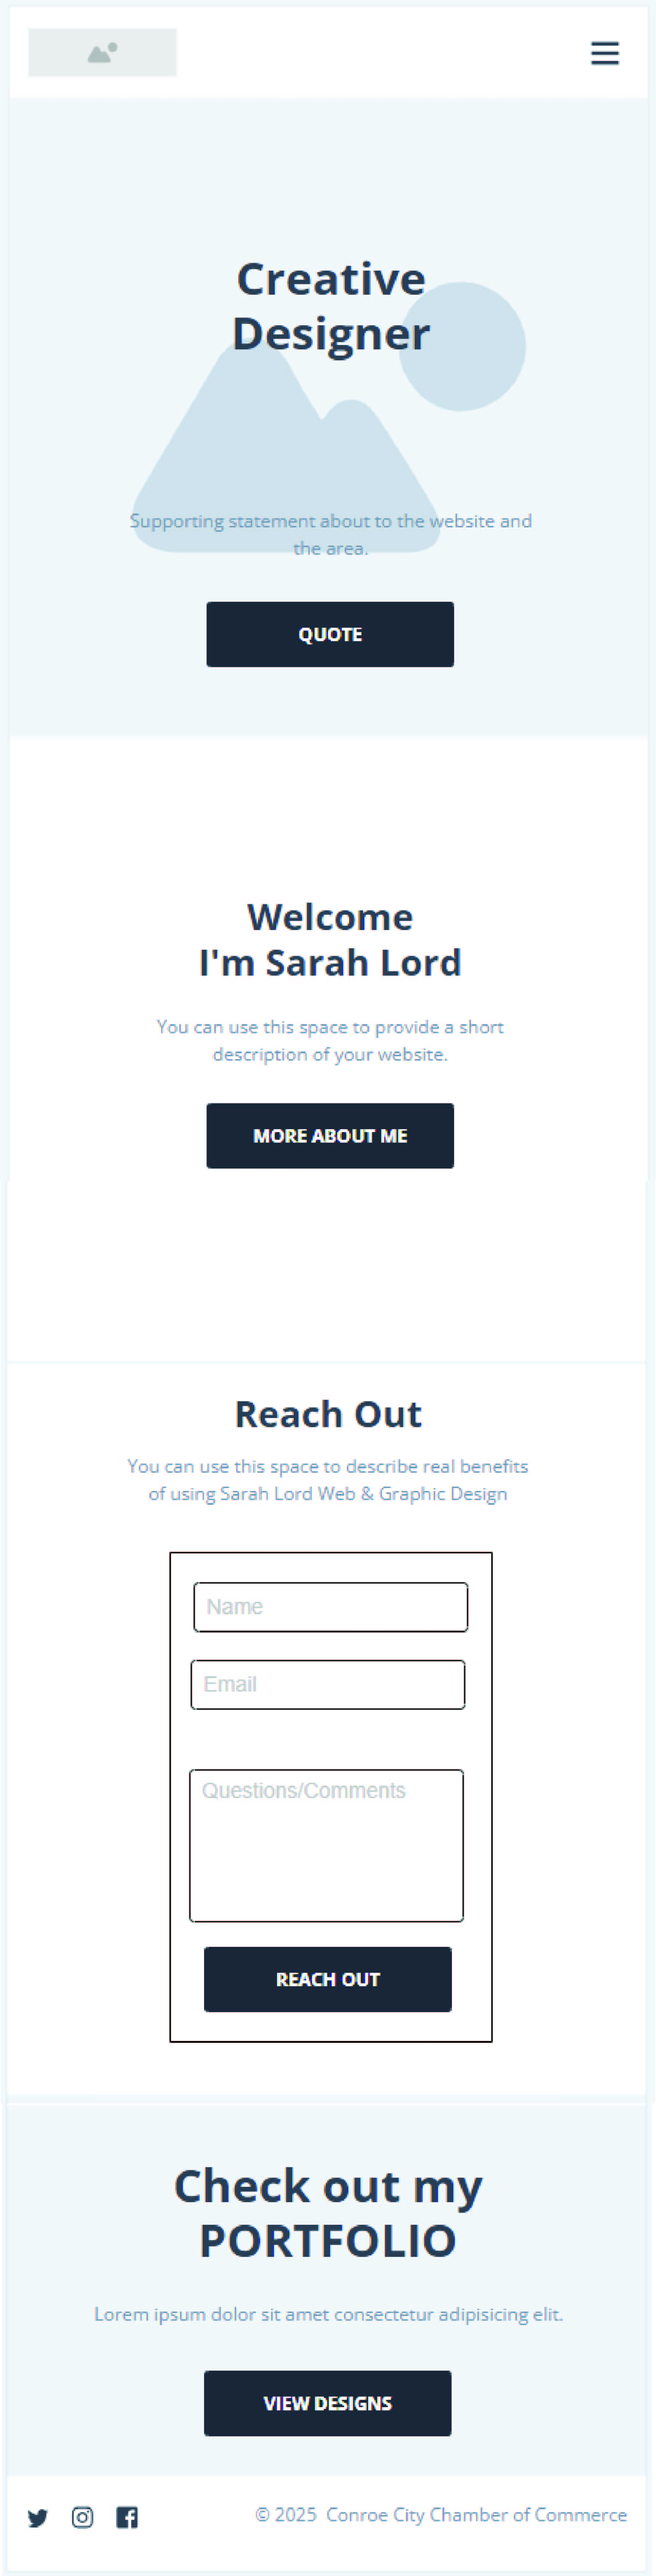 Creative
Designer
Supporting statement about to the website and
the area.
QUOTE
Welcome
I'm Sarah Lord
You can use this space to provide a short
description of your website.
MORE ABOUT ME
Reach Out
You can use this space to describe real benefits
of using Sarah Lord Web & Graphic Design
Name
Email
Questions/Comments
REACH OUT
Check out my
PORTFOLIO
Lorem ipsum dolor sit amet consectetur adipisicing elit.
VIEW DESIGNS
© 2025 Conroe City Chamber of Commerce